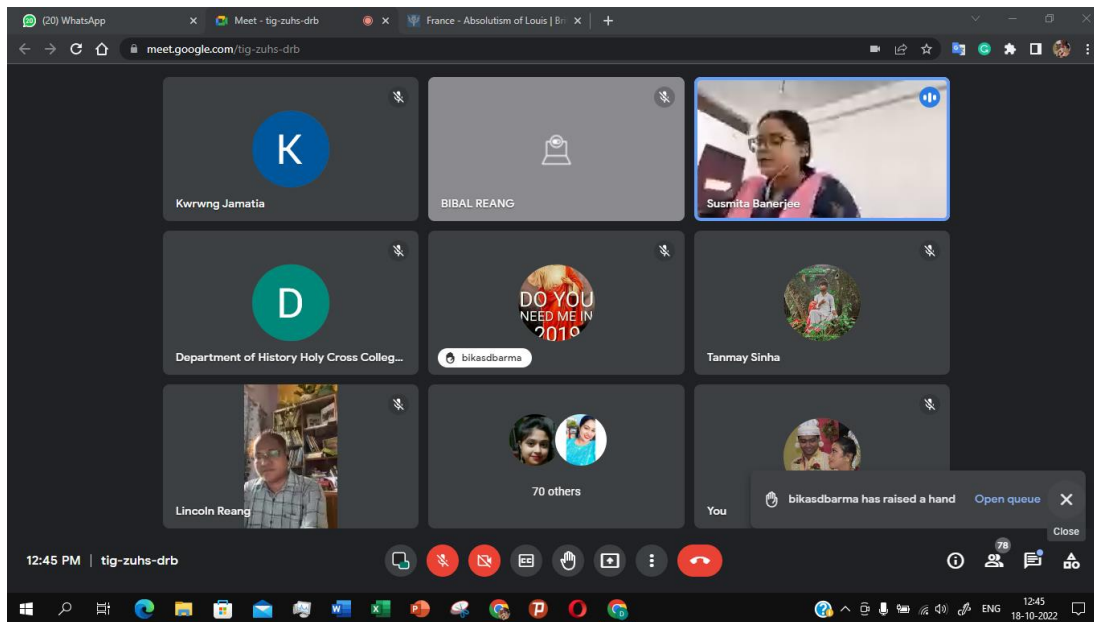 (20) WhatsApp
Meet - tig-zuhs-drb
France - Absolutism of Louis | Bri
meet.google.com/tig-zuhs-drb
K
Kwrwng Jamatia
BIBAL REANG
Susmita Banerjee
D
Department of History Holy Cross Colleg...
DO YOU
NEED ME IN
2019
bikasdbarma
Tanmay Sinha
Lincoln Reang
70 others
You
bikasdbarma has raised a hand Open queue
Close
12:45 PM | tig-zuhs-drb
CC
78
ENG
12:45
18-10-2022